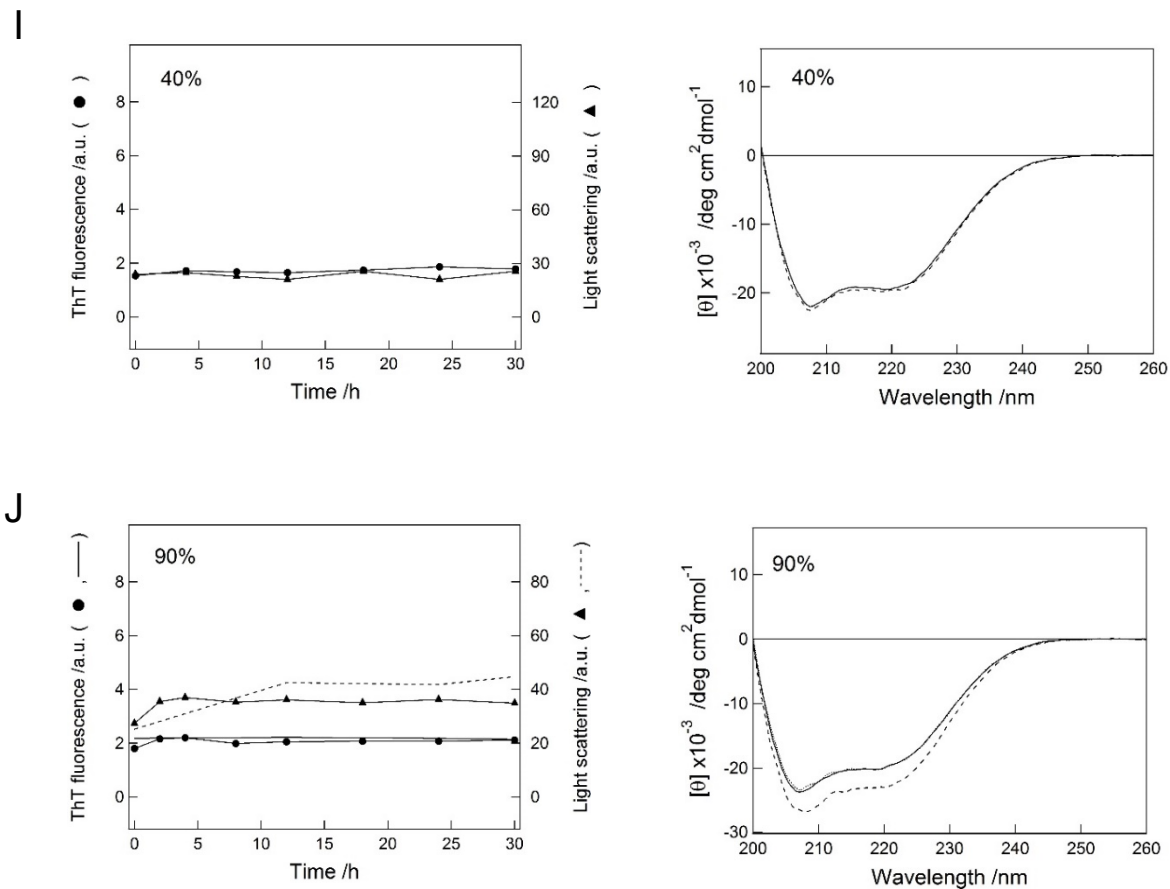 I
40%
ThT fluorescence /a.u. ( ● )
8
6
4
2
0
Light scattering /a.u. ( ▲ )
120
90
60
30
0
0 5 10 15 20 25 30
Time /h
40%
[θ] x10⁻³ /deg cm²dmol⁻¹
10
0
-10
-20
200 210 220 230 240 250 260
Wavelength /nm
J
90%
ThT fluorescence /a.u. ( ● , — )
8
6
4
2
0
Light scattering /a.u. ( ▲ , ----- )
80
60
40
20
0
0 5 10 15 20 25 30
Time /h
90%
[θ] x10⁻³ /deg cm²dmol⁻¹
10
0
-10
-20
-30
200 210 220 230 240 250 260
Wavelength /nm